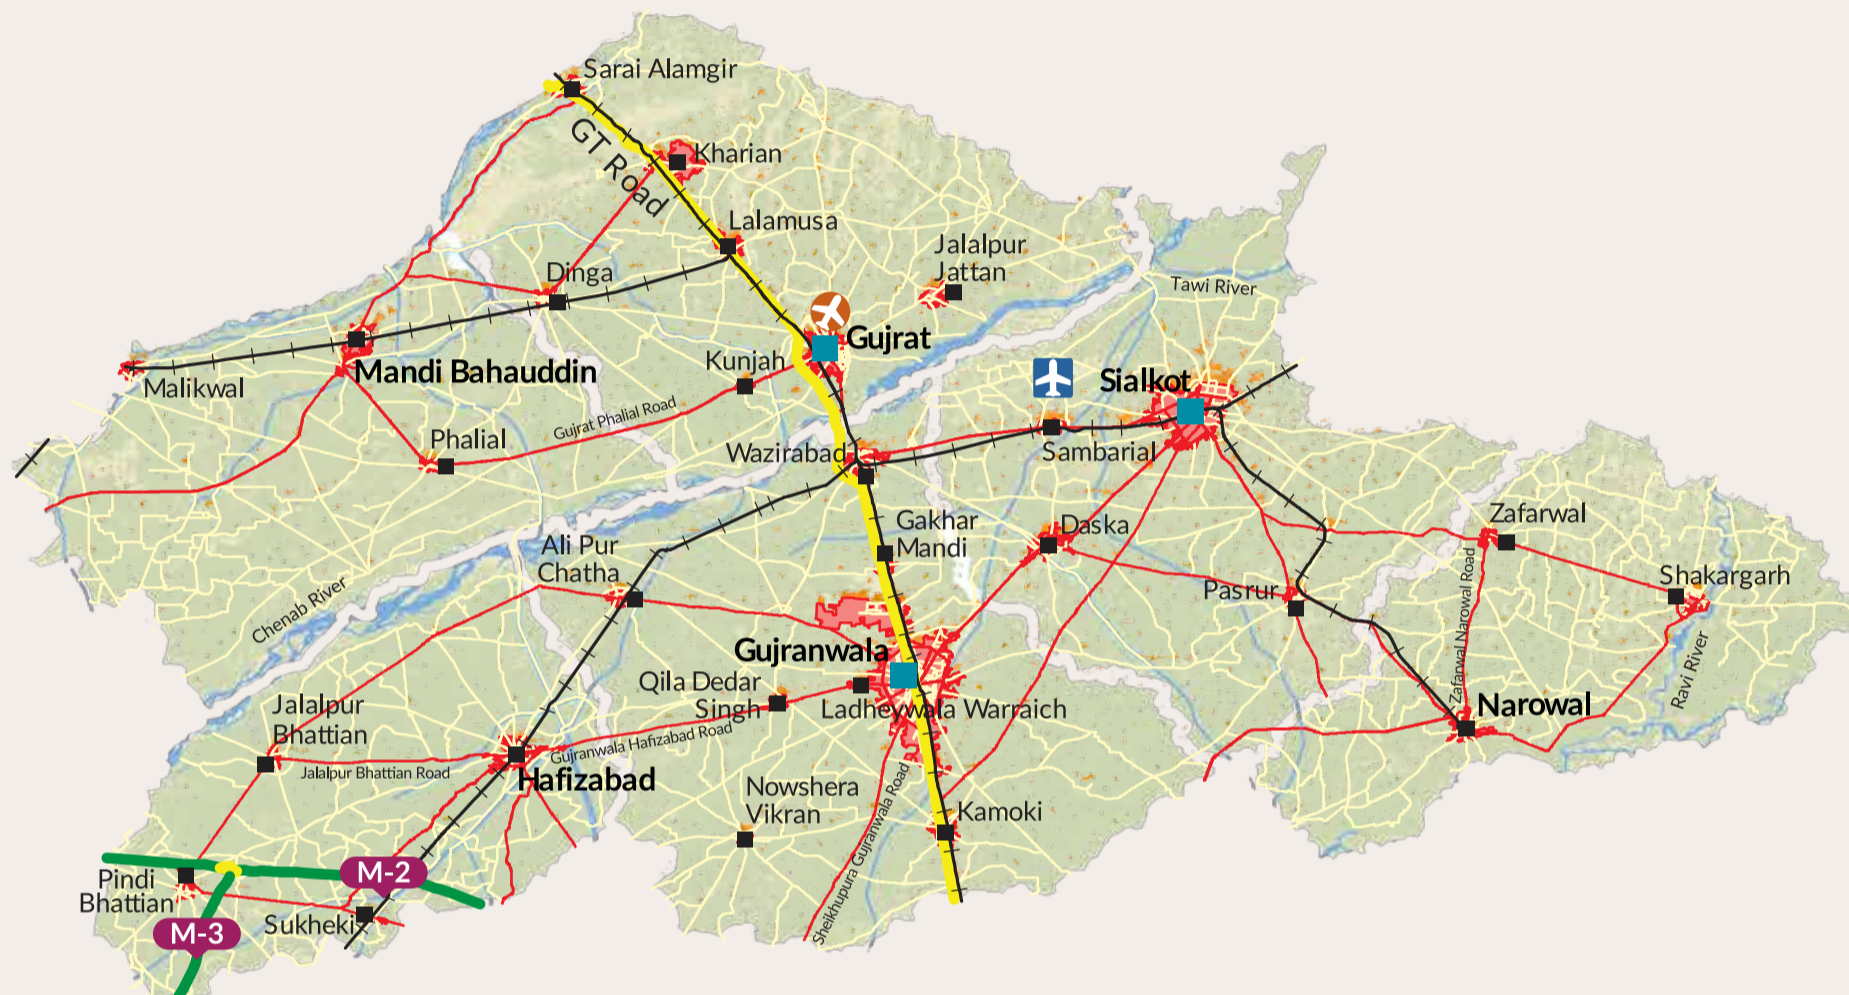 Sarai Alamgir
GT Road
Kharian
Lalamusa
Jalalpur
Jattan
Dinga
Tawi River
Gujrat
Kunjah
Malikwal
Mandi Bahauddin
Sialkot
Gujrat Phalial Road
Phalial
Wazirabad
Sambarial
Gakhar
Mandi
Daska
Zafarwal
Ali Pur
Chatha
Chenab River
Pasrur
Zafarwal Narowal Road
Shakargarh
Ravi River
Gujranwala
Qila Dedar
Singh
Ladheywala Warraich
Narowal
Jalalpur
Bhattian
Gujranwala Hafizabad Road
Jalalpur Bhattian Road
Hafizabad
Nowshera
Vikran
Sheikhupura Gujranwala Road
Kamoki
M-2
Pindi
Bhattian
Sukheki
M-3